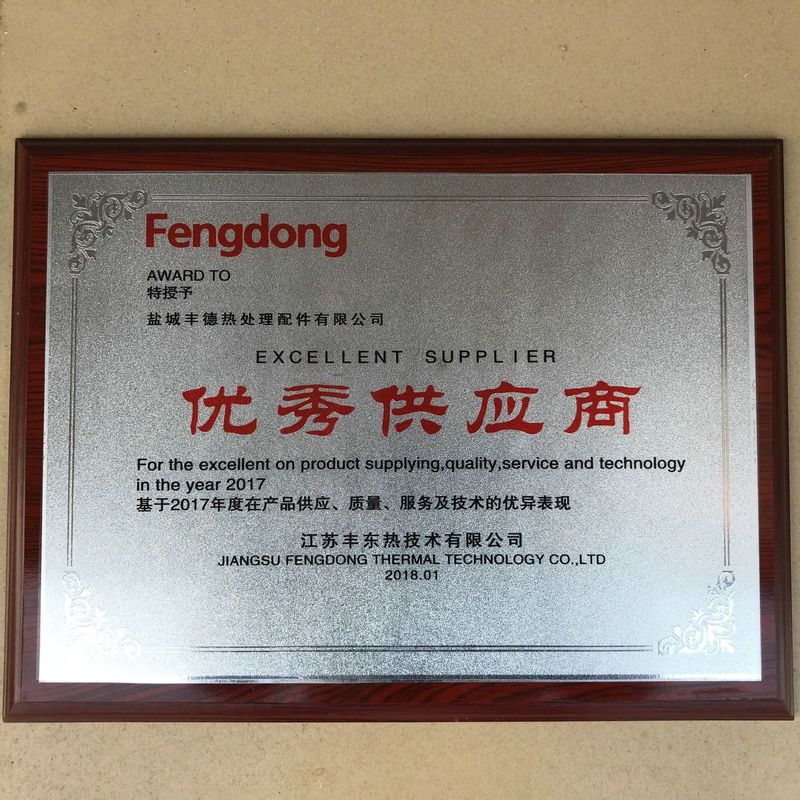 Fengdong
AWARD TO
特授予
盐城丰德热处理配件有限公司
EXCELLENT SUPPLIER
优秀供应商
For the excellent on product supplying,quality,service and technology
in the year 2017
基于2017年度在产品供应、质量、服务及技术的优异表现
江苏丰东热技术有限公司
JIANGSU FENGDONG THERMAL TECHNOLOGY CO.,LTD
2018.01